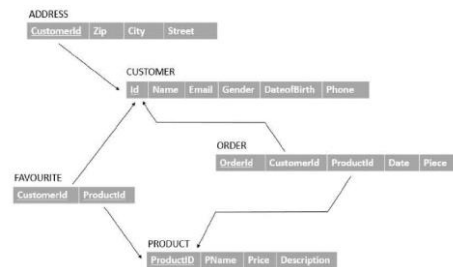 ADDRESS
CustomerId Zip City Street
CUSTOMER
Id Name Email Gender DateofBirth Phone
ORDER
OrderId CustomerId ProductId Date Piece
FAVOURITE
CustomerId ProductId
PRODUCT
ProductID PName Price Description